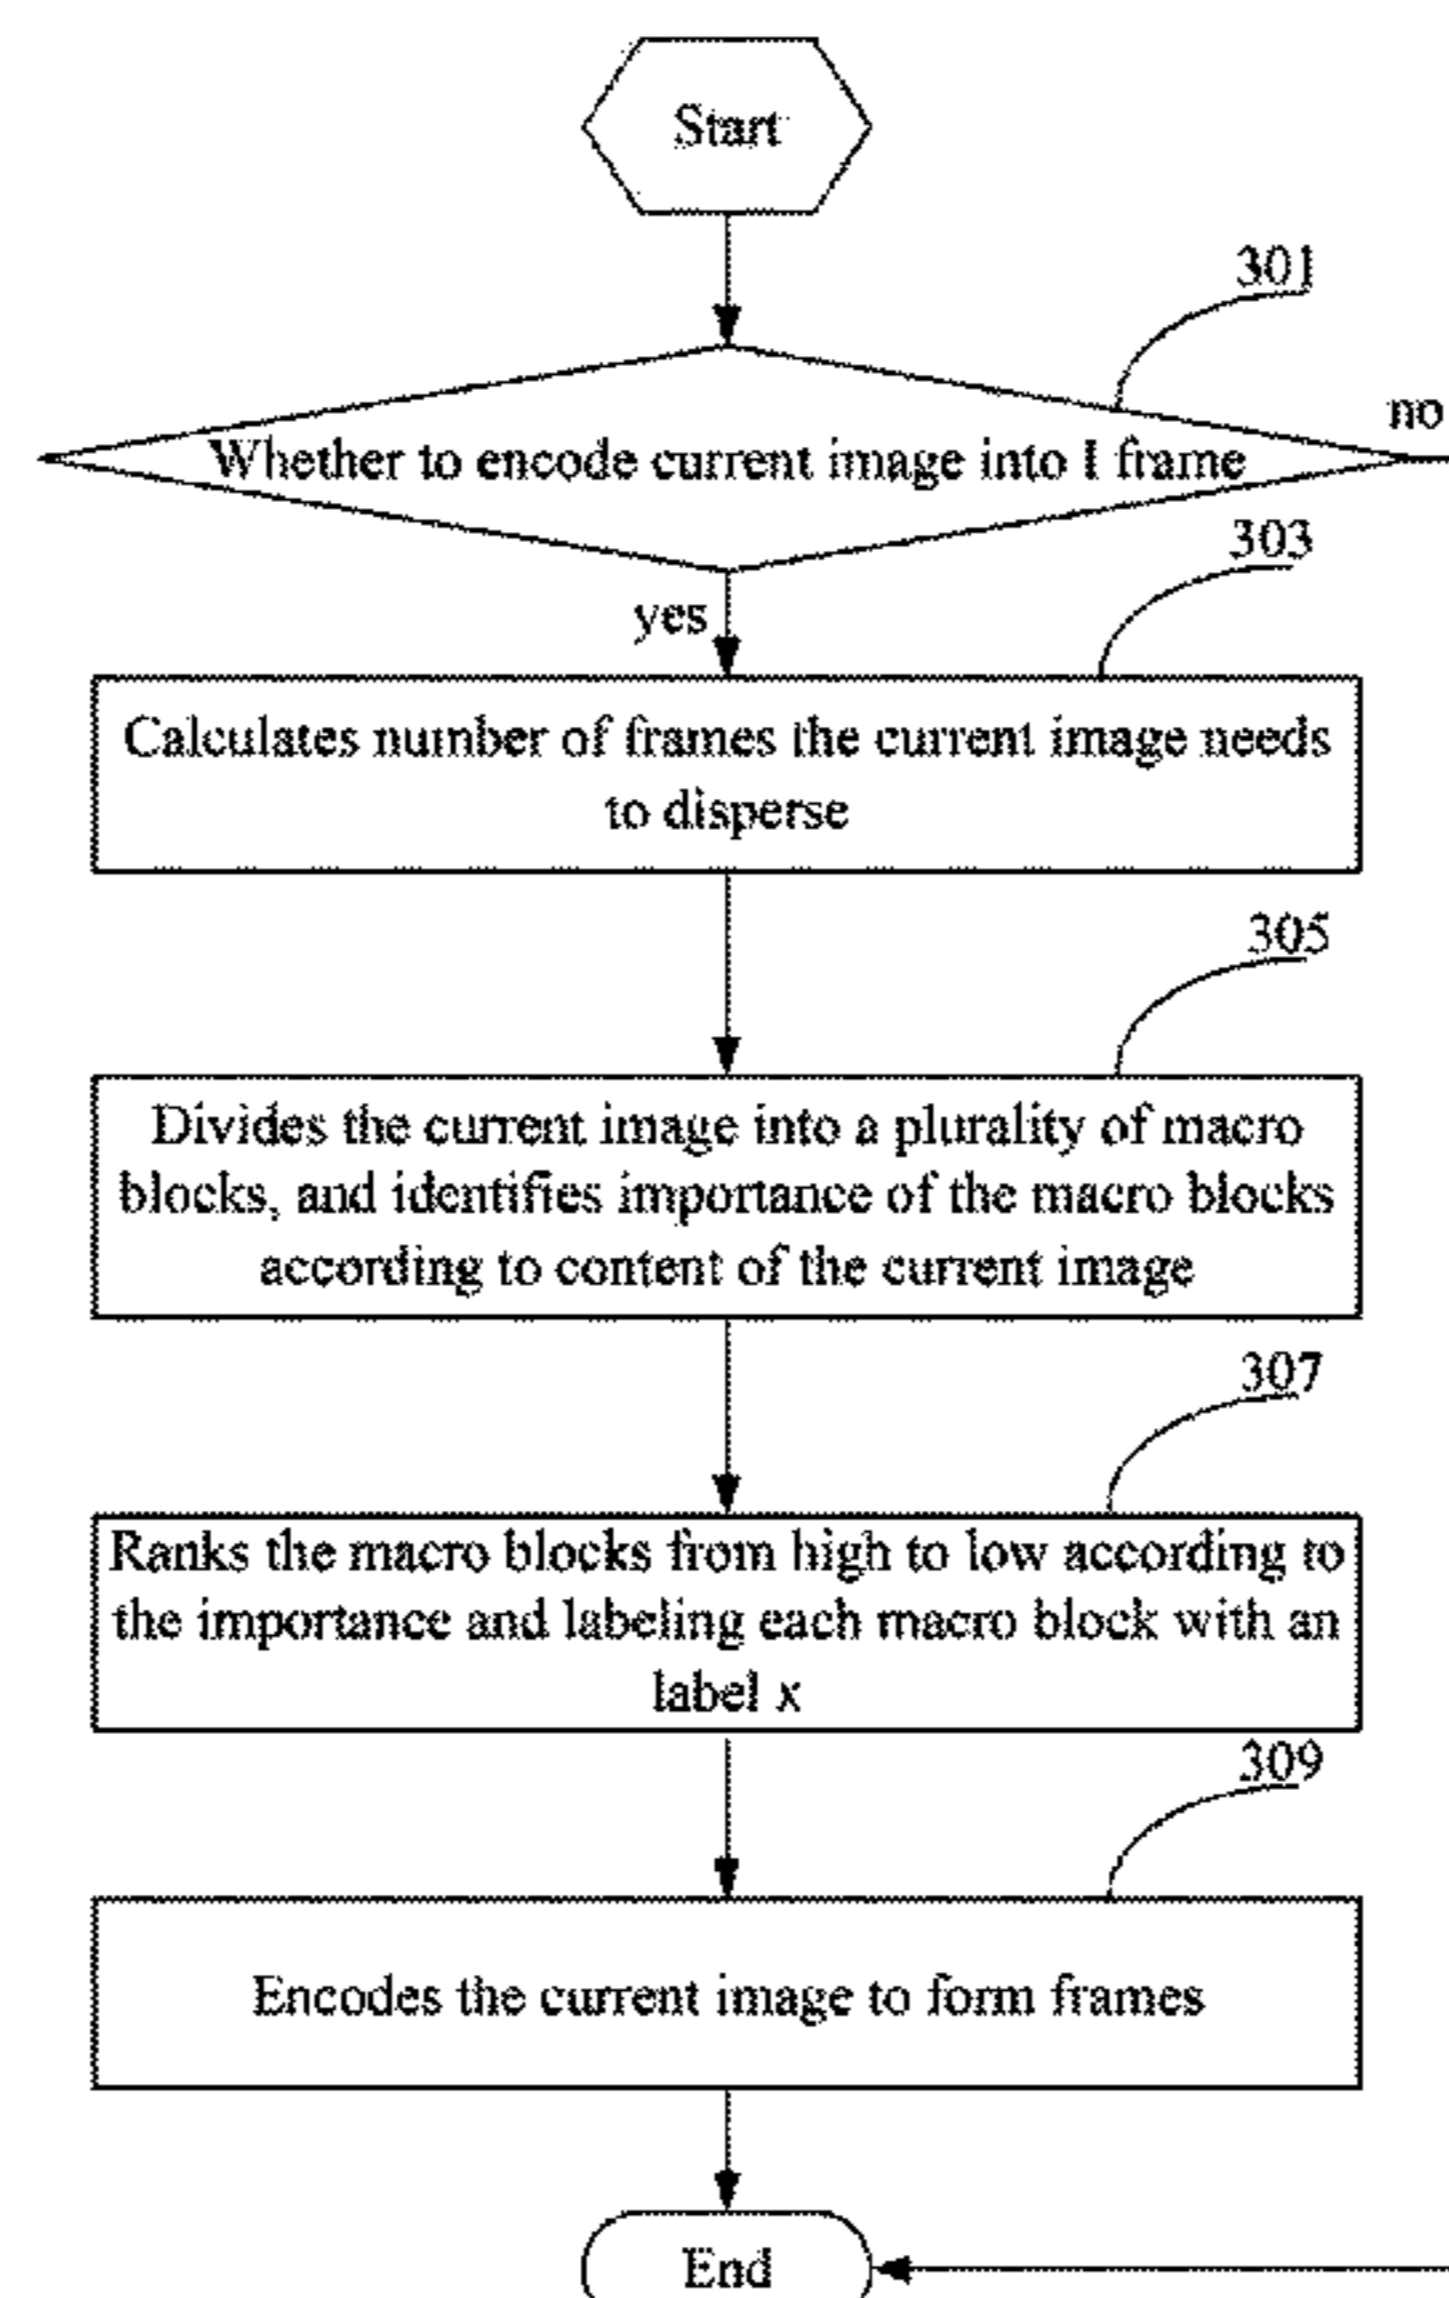 Start
301
Whether to encode current image into I frame
no
303
yes
Calculates number of frames the current image needs
to disperse
305
Divides the current image into a plurality of macro
blocks, and identifies importance of the macro blocks
according to content of the current image
307
Ranks the macro blocks from high to low according to
the importance and labeling each macro block with an
label x
309
Encodes the current image to form frames
End